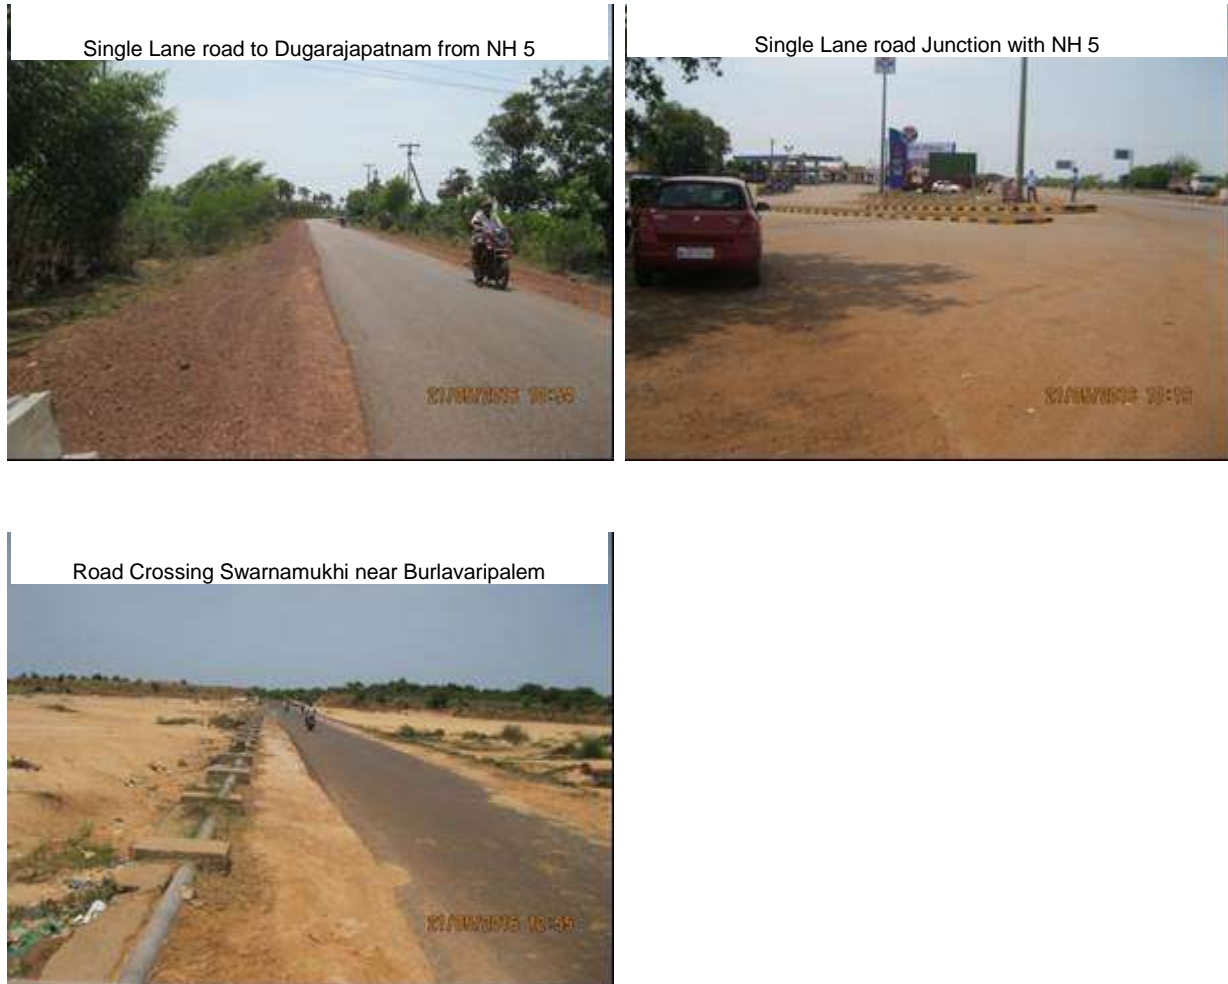 Single Lane road to Dugarajapatnam from NH 5
Single Lane road Junction with NH 5
Road Crossing Swarnamukhi near Burlavaripalem